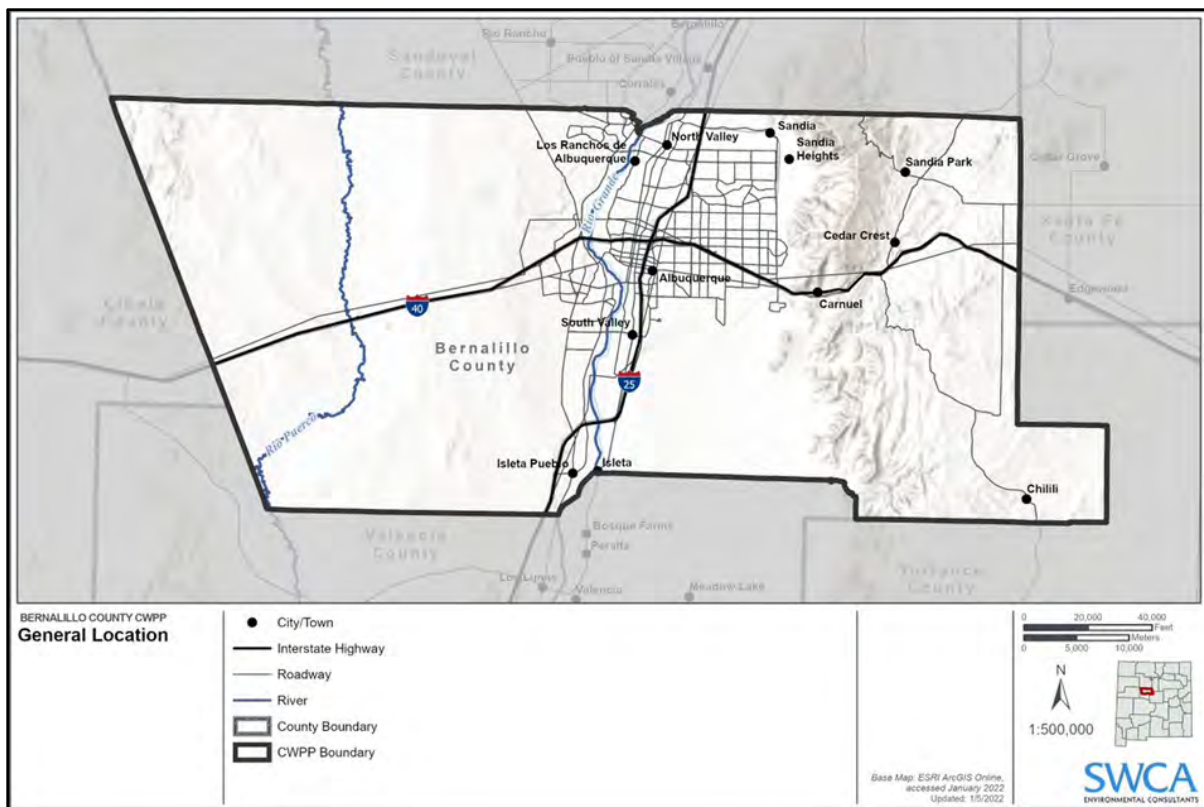 Bernalillo
Rio Rancho
Sandoval
County
Pueblo of Sandia Village
Corrales
Sandia
North Valley
Los Ranchos de
Albuquerque
Sandia
Heights
Sandia Park
Cedar Grove
Rio Grande
Santa Fe
County
Cedar Crest
Albuquerque
Carnuel
Edgewood
Cibola
County
40
South Valley
Bernalillo
County
25
Rio Puerco
Isleta Pueblo
Isleta
Chilili
Valencia
County
Bosque Farms
Peralta
Torrance
County
Los Lunas
Valencia
Meadow Lake
BERNALILLO COUNTY CWPP
General Location
City/Town
Interstate Highway
Roadway
River
County Boundary
CWPP Boundary
0 20,000 40,000
Feet
Meters
0 5,000 10,000
N
1:500,000
Base Map: ESRI ArcGIS Online,
accessed January 2022
Updated: 1/5/2022
SWCA
ENVIRONMENTAL CONSULTANTS